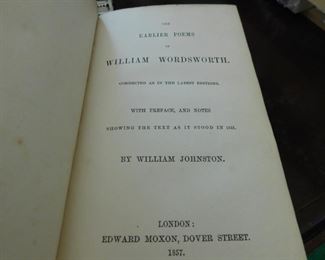 THE
EARLIER POEMS
OF
WILLIAM WORDSWORTH.
CORRECTED AS IN THE LATEST EDITIONS.
WITH PREFACE, AND NOTES
SHOWING THE TEXT AS IT STOOD IN 1815.
BY WILLIAM JOHNSTON.
LONDON:
EDWARD MOXON, DOVER STREET.
1857.